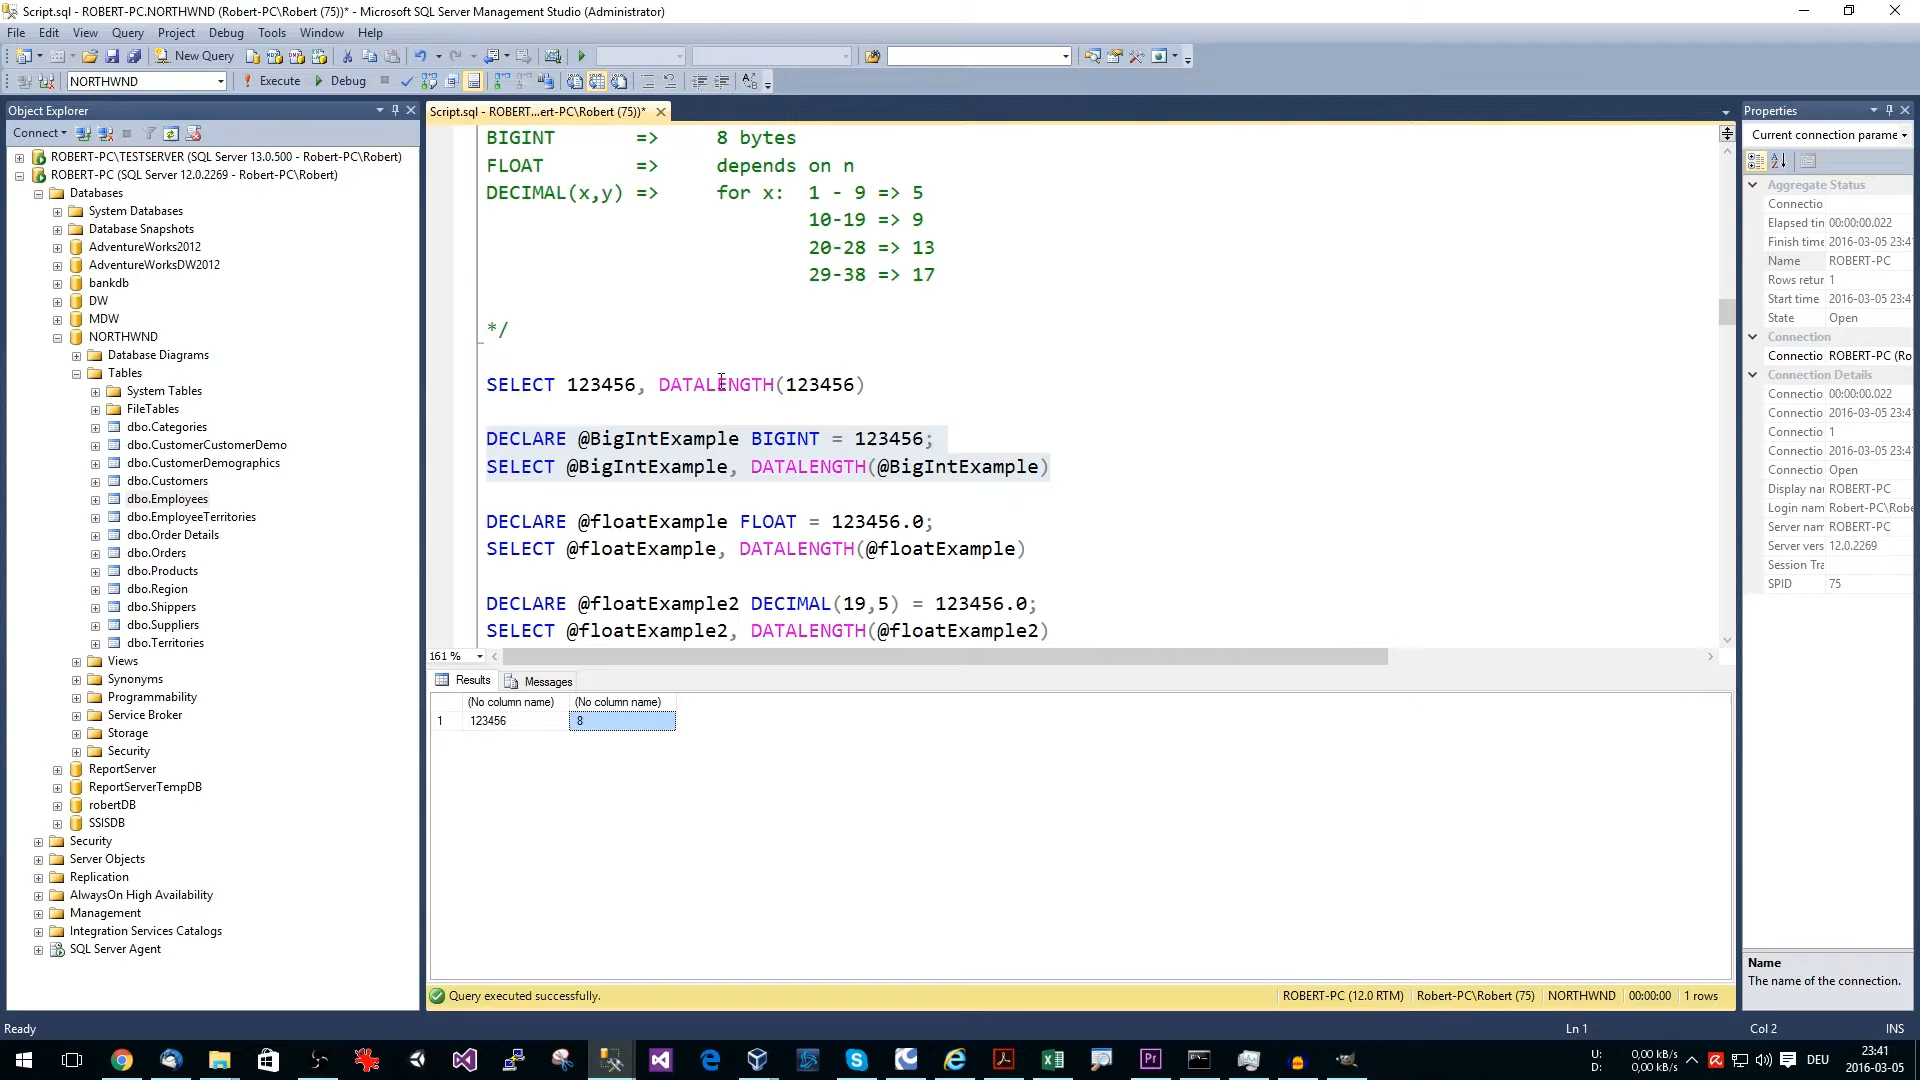 Script.sql - ROBERT-PC.NORTHWND (Robert-PC\Robert (75))* - Microsoft SQL Server Management Studio (Administrator)
File Edit View Query Project Debug Tools Window Help
New Query
NORTHWND Execute Debug
Object Explorer
Connect
ROBERT-PC\TESTSERVER (SQL Server 13.0.500 - Robert-PC\Robert)
ROBERT-PC (SQL Server 12.0.2269 - Robert-PC\Robert)
Databases
System Databases
Database Snapshots
AdventureWorks2012
AdventureWorksDW2012
bankdb
DW
MDW
NORTHWND
Database Diagrams
Tables
System Tables
FileTables
dbo.Categories
dbo.CustomerCustomerDemo
dbo.CustomerDemographics
dbo.Customers
dbo.Employees
dbo.EmployeeTerritories
dbo.Order Details
dbo.Orders
dbo.Products
dbo.Region
dbo.Shippers
dbo.Suppliers
dbo.Territories
Views
Synonyms
Programmability
Service Broker
Storage
Security
ReportServer
ReportServerTempDB
robertDB
SSISDB
Security
Server Objects
Replication
AlwaysOn High Availability
Management
Integration Services Catalogs
SQL Server Agent
Script.sql - ROBERT...ert-PC\Robert (75))*
BIGINT => 8 bytes
FLOAT => depends on n
DECIMAL(x,y) => for x: 1 - 9 => 5
10-19 => 9
20-28 => 13
29-38 => 17
*/
SELECT 123456, DATALENGTH(123456)
DECLARE @BigIntExample BIGINT = 123456;
SELECT @BigIntExample, DATALENGTH(@BigIntExample)
DECLARE @floatExample FLOAT = 123456.0;
SELECT @floatExample, DATALENGTH(@floatExample)
DECLARE @floatExample2 DECIMAL(19,5) = 123456.0;
SELECT @floatExample2, DATALENGTH(@floatExample2)
161 %
Results Messages
(No column name) (No column name)
1 123456 8
Query executed successfully. ROBERT-PC (12.0 RTM) Robert-PC\Robert (75) NORTHWND 00:00:00 1 rows
Properties
Current connection parame
Aggregate Status
Connectio
Elapsed tin 00:00:00.022
Finish time 2016-03-05 23:4
Name ROBERT-PC
Rows retur 1
Start time 2016-03-05 23:4
State Open
Connection
Connectio ROBERT-PC (Ro
Connection Details
Connectio 00:00:00.022
Connectio 2016-03-05 23:4
Connectio 1
Connectio 2016-03-05 23:4
Connectio Open
Display nai ROBERT-PC
Login nam Robert-PC\Robe
Server nam ROBERT-PC
Server vers 12.0.2269
Session Tra
SPID 75
Name
The name of the connection.
Ready Ln 1 Col 2 INS
U: 0,00 kB/s
D: 0,00 kB/s
DEU
23:41
2016-03-05